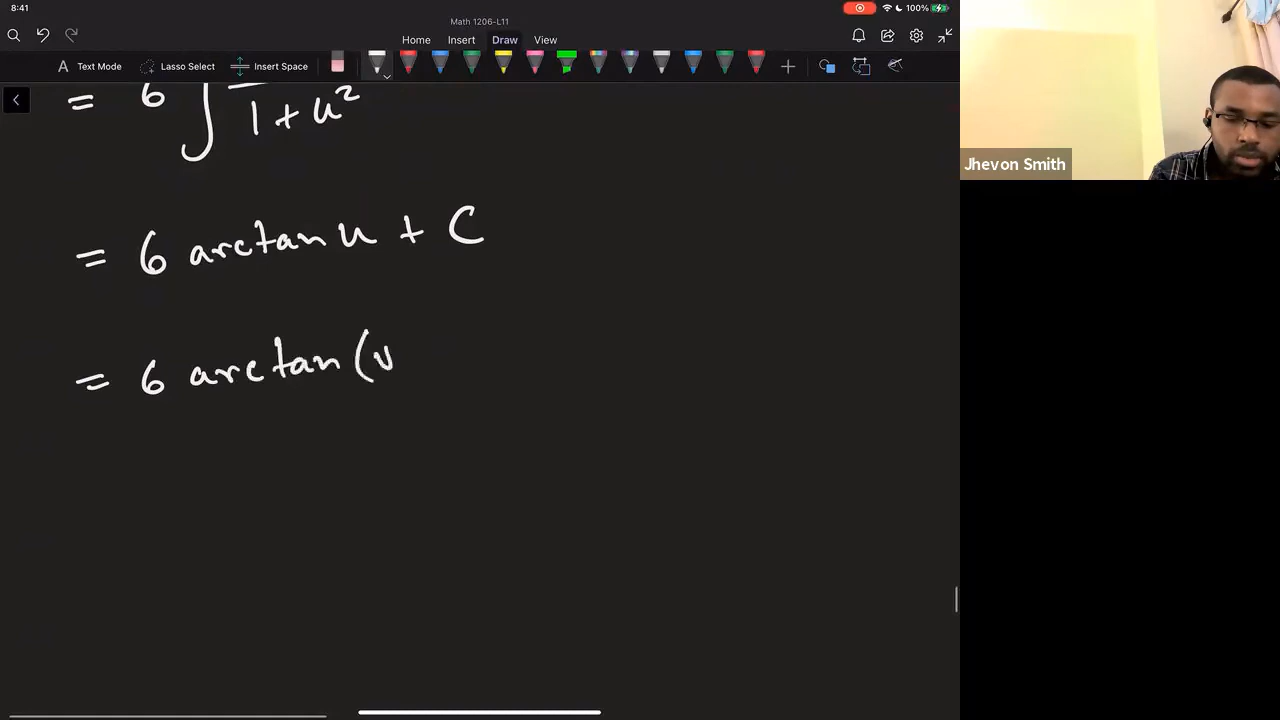 8:41
Math 1206-L11
100%
Home Insert Draw View
A Text Mode Lasso Select Insert Space
= 6 ∫ 1 + u²
= 6 arctan u + C
= 6 arctan (
Jhevon Smith